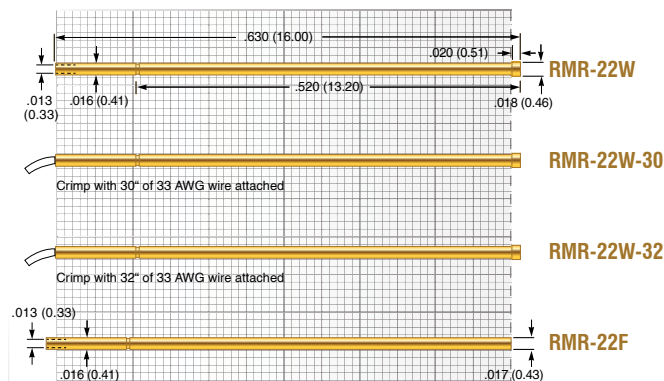 .630 (16.00)
.020 (0.51)
RMR-22W
.013
(0.33)
.016 (0.41)
.520 (13.20)
.018 (0.46)
RMR-22W-30
Crimp with 30“ of 33 AWG wire attached
RMR-22W-32
Crimp with 32“ of 33 AWG wire attached
.013 (0.33)
RMR-22F
.016 (0.41)
.017 (0.43)